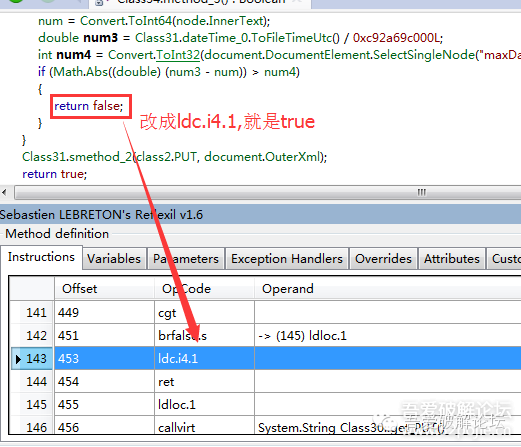 Class34.method_5() : Boolean
num = Convert.ToInt64(node.InnerText);
double num3 = Class31.dateTime_0.ToFileTimeUtc() / 0xc92a69c000L;
int num4 = Convert.ToInt32(document.DocumentElement.SelectSingleNode("maxDa
if (Math.Abs((double) (num3 - num)) > num4)
{
return false;
}
改成ldc.i4.1,就是true
}
Class31.smethod_2(class2.PUT, document.OuterXml);
return true;
Sebastien LEBRETON's Reflexil v1.6
Method definition
Instructions Variables Parameters Exception Handlers Overrides Attributes Custo
Offset OpCode Operand
141 449 cgt
142 451 brfalse.s -> (145) ldloc.1
143 453 ldc.i4.1
144 454 ret
145 455 ldloc.1
146 456 callvirt System.String Class30::get_PUT()
吾爱破解论坛